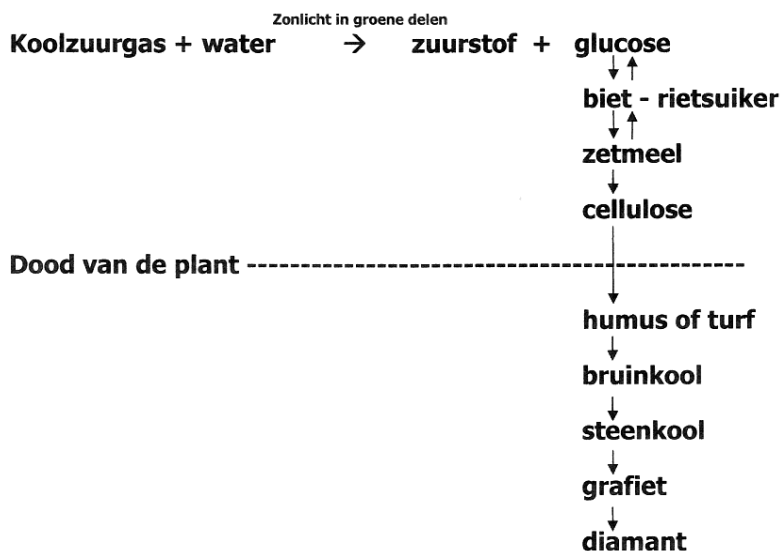 Zonlicht in groene delen
Koolzuurgas + water → zuurstof + glucose
biet - rietsuiker
zetmeel
cellulose
Dood van de plant ------------------------------------------
humus of turf
bruinkool
steenkool
grafiet
diamant